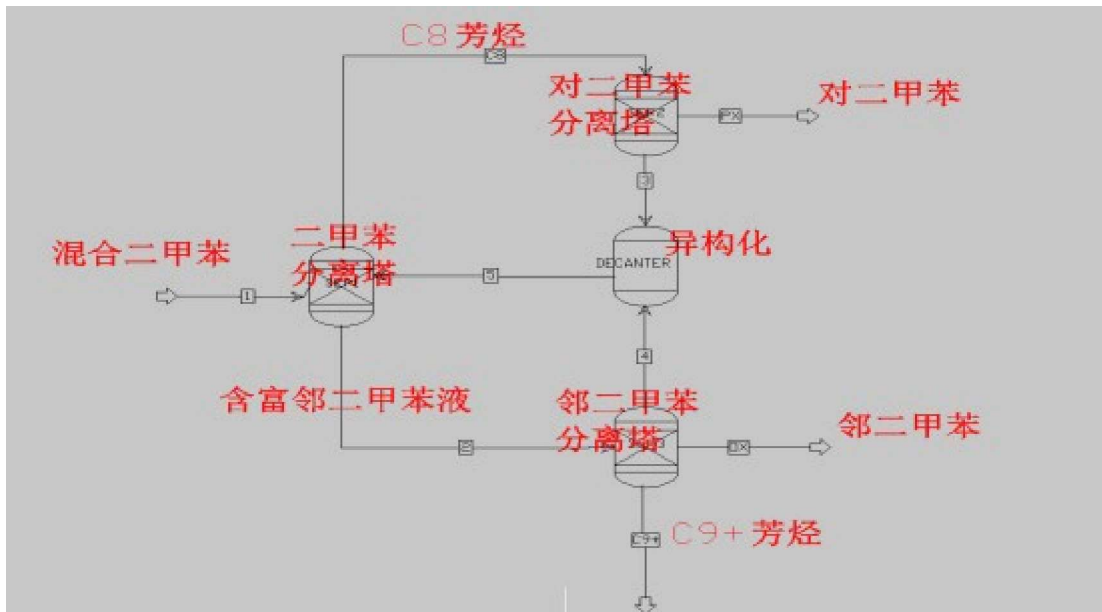 C8芳烃
C8
对二甲苯
分离塔
PX
对二甲苯
3
混合二甲苯
二甲苯
分离塔
异构化
DECANTER
5
1
4
含富邻二甲苯液
邻二甲苯
分离塔
邻二甲苯
2
OX
C9+
C9+芳烃